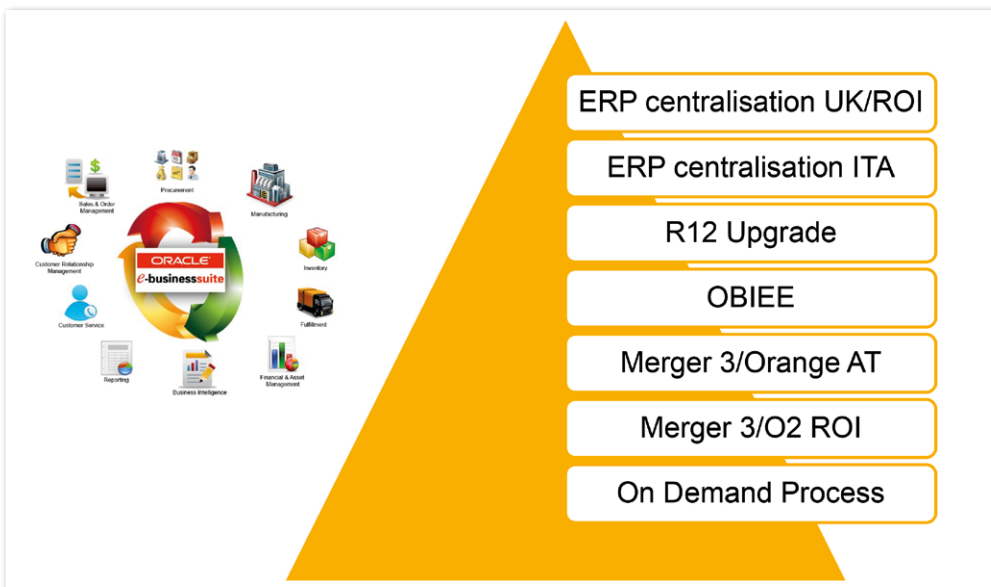 Procurement
Sales & Order
Management
Manufacturing
Customer Relationship
Management
ORACLE
e-businesssuite
Inventory
Customer Service
Fulfillment
Reporting
Business Intelligence
Financial & Asset
Management
ERP centralisation UK/ROI
ERP centralisation ITA
R12 Upgrade
OBIEE
Merger 3/Orange AT
Merger 3/O2 ROI
On Demand Process